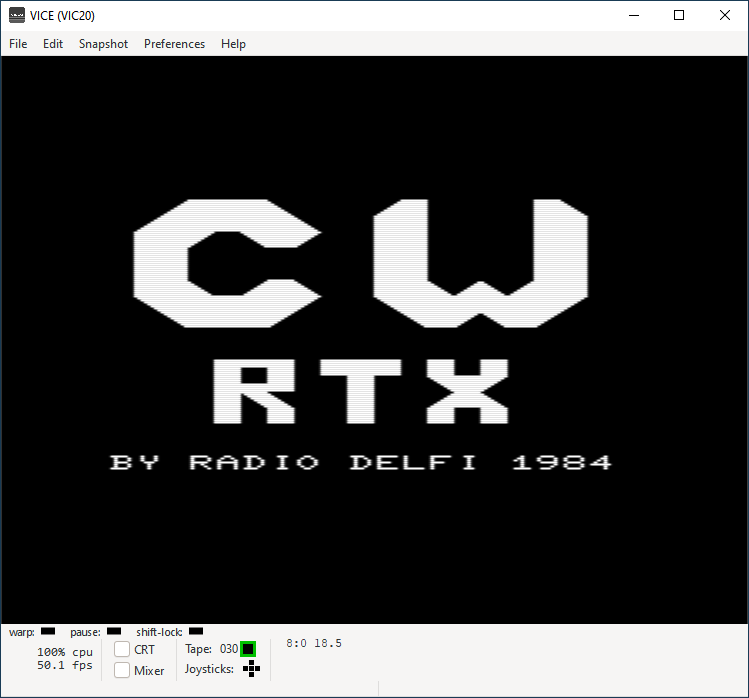 VICE (VIC20)
File Edit Snapshot Preferences Help
CW
RTX
BY RADIO DELFI 1984
warp: pause: shift-lock:
100% cpu CRT Tape: 030 8:0 18.5
50.1 fps Mixer Joysticks: